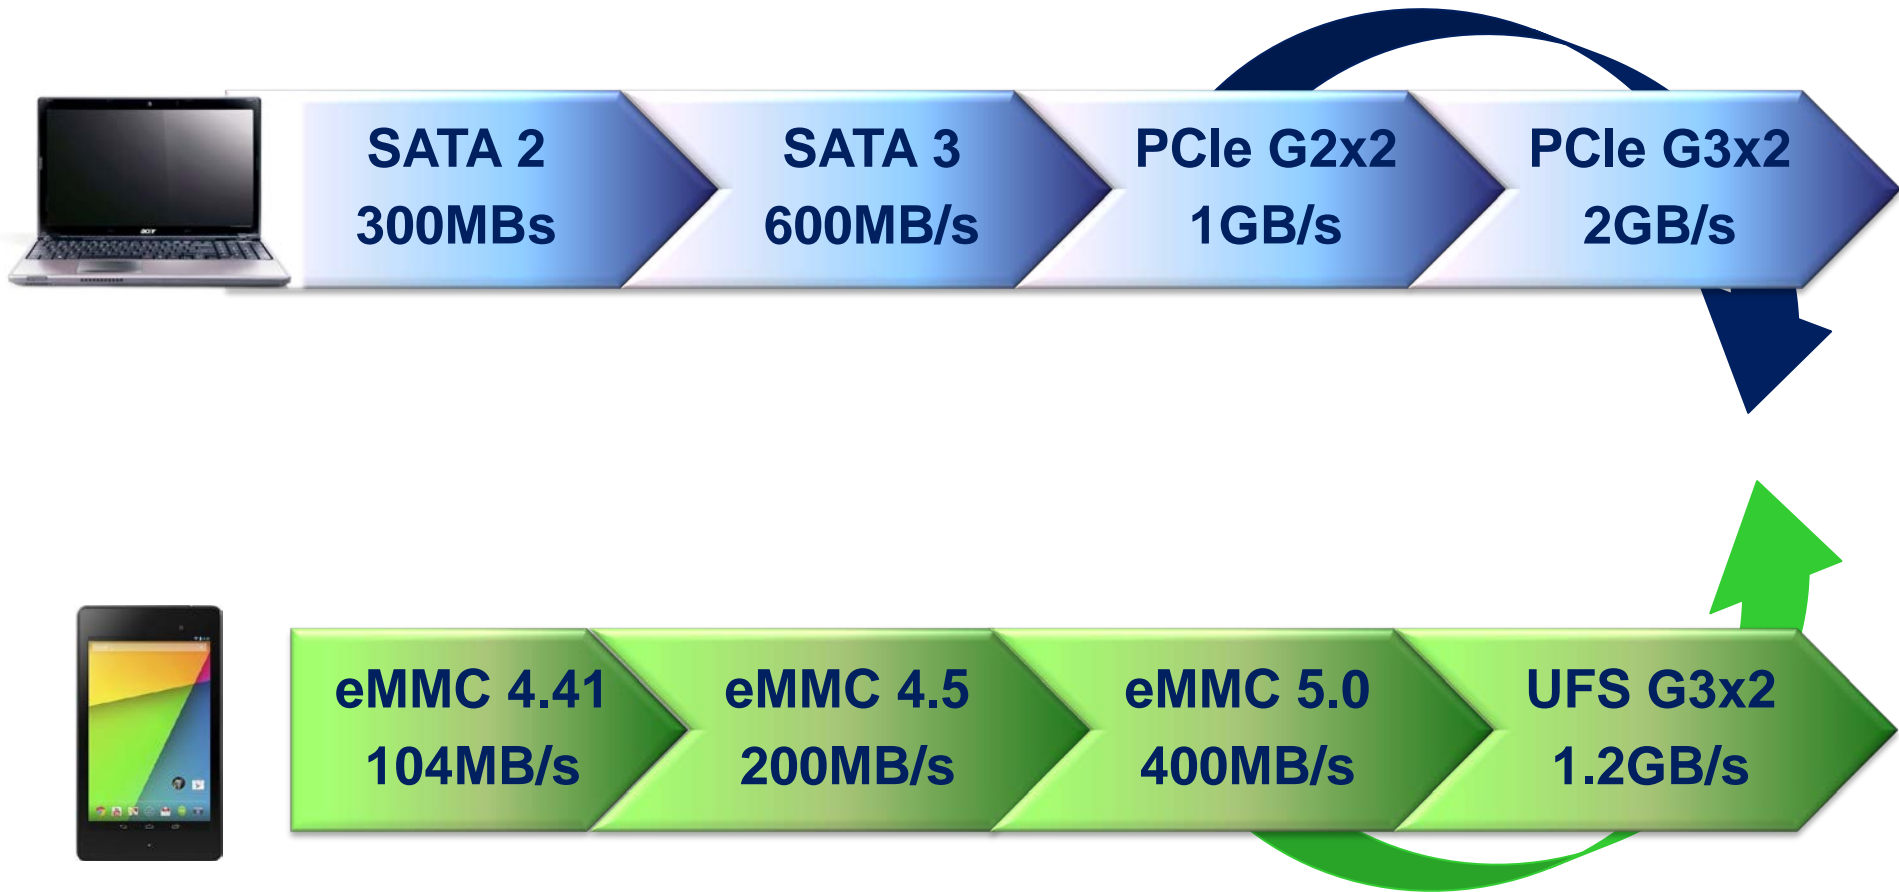 SATA 2
300MBs
SATA 3
600MB/s
PCIe G2x2
1GB/s
PCIe G3x2
2GB/s
acer
eMMC 4.41
104MB/s
eMMC 4.5
200MB/s
eMMC 5.0
400MB/s
UFS G3x2
1.2GB/s